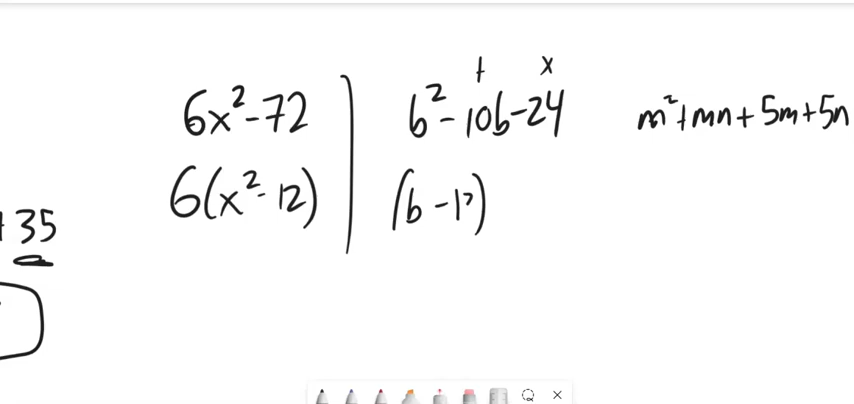 6x²-72
6(x²-12)
+ x
b²-10b-24
(b-12)
m²+mn+5m+5n
35